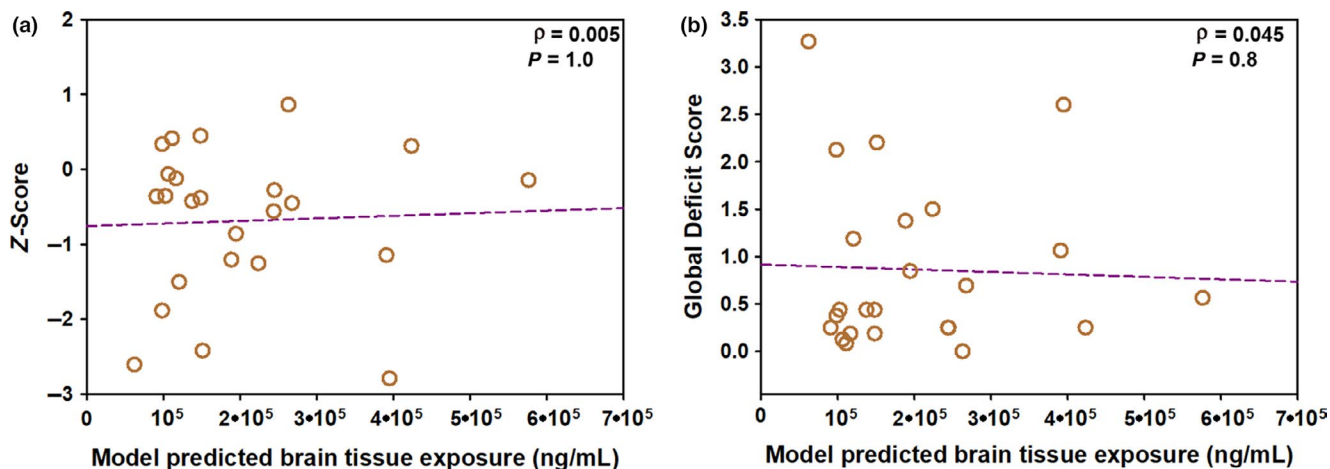 (a)
ρ = 0.005
P = 1.0
2
1
0
–1
–2
–3
Z-Score
0 10⁵ 2•10⁵ 3•10⁵ 4•10⁵ 5•10⁵ 6•10⁵ 7•10⁵
Model predicted brain tissue exposure (ng/mL)
(b)
ρ = 0.045
P = 0.8
3.5
3.0
2.5
2.0
1.5
1.0
0.5
0.0
Global Deficit Score
0 10⁵ 2•10⁵ 3•10⁵ 4•10⁵ 5•10⁵ 6•10⁵ 7•10⁵
Model predicted brain tissue exposure (ng/mL)